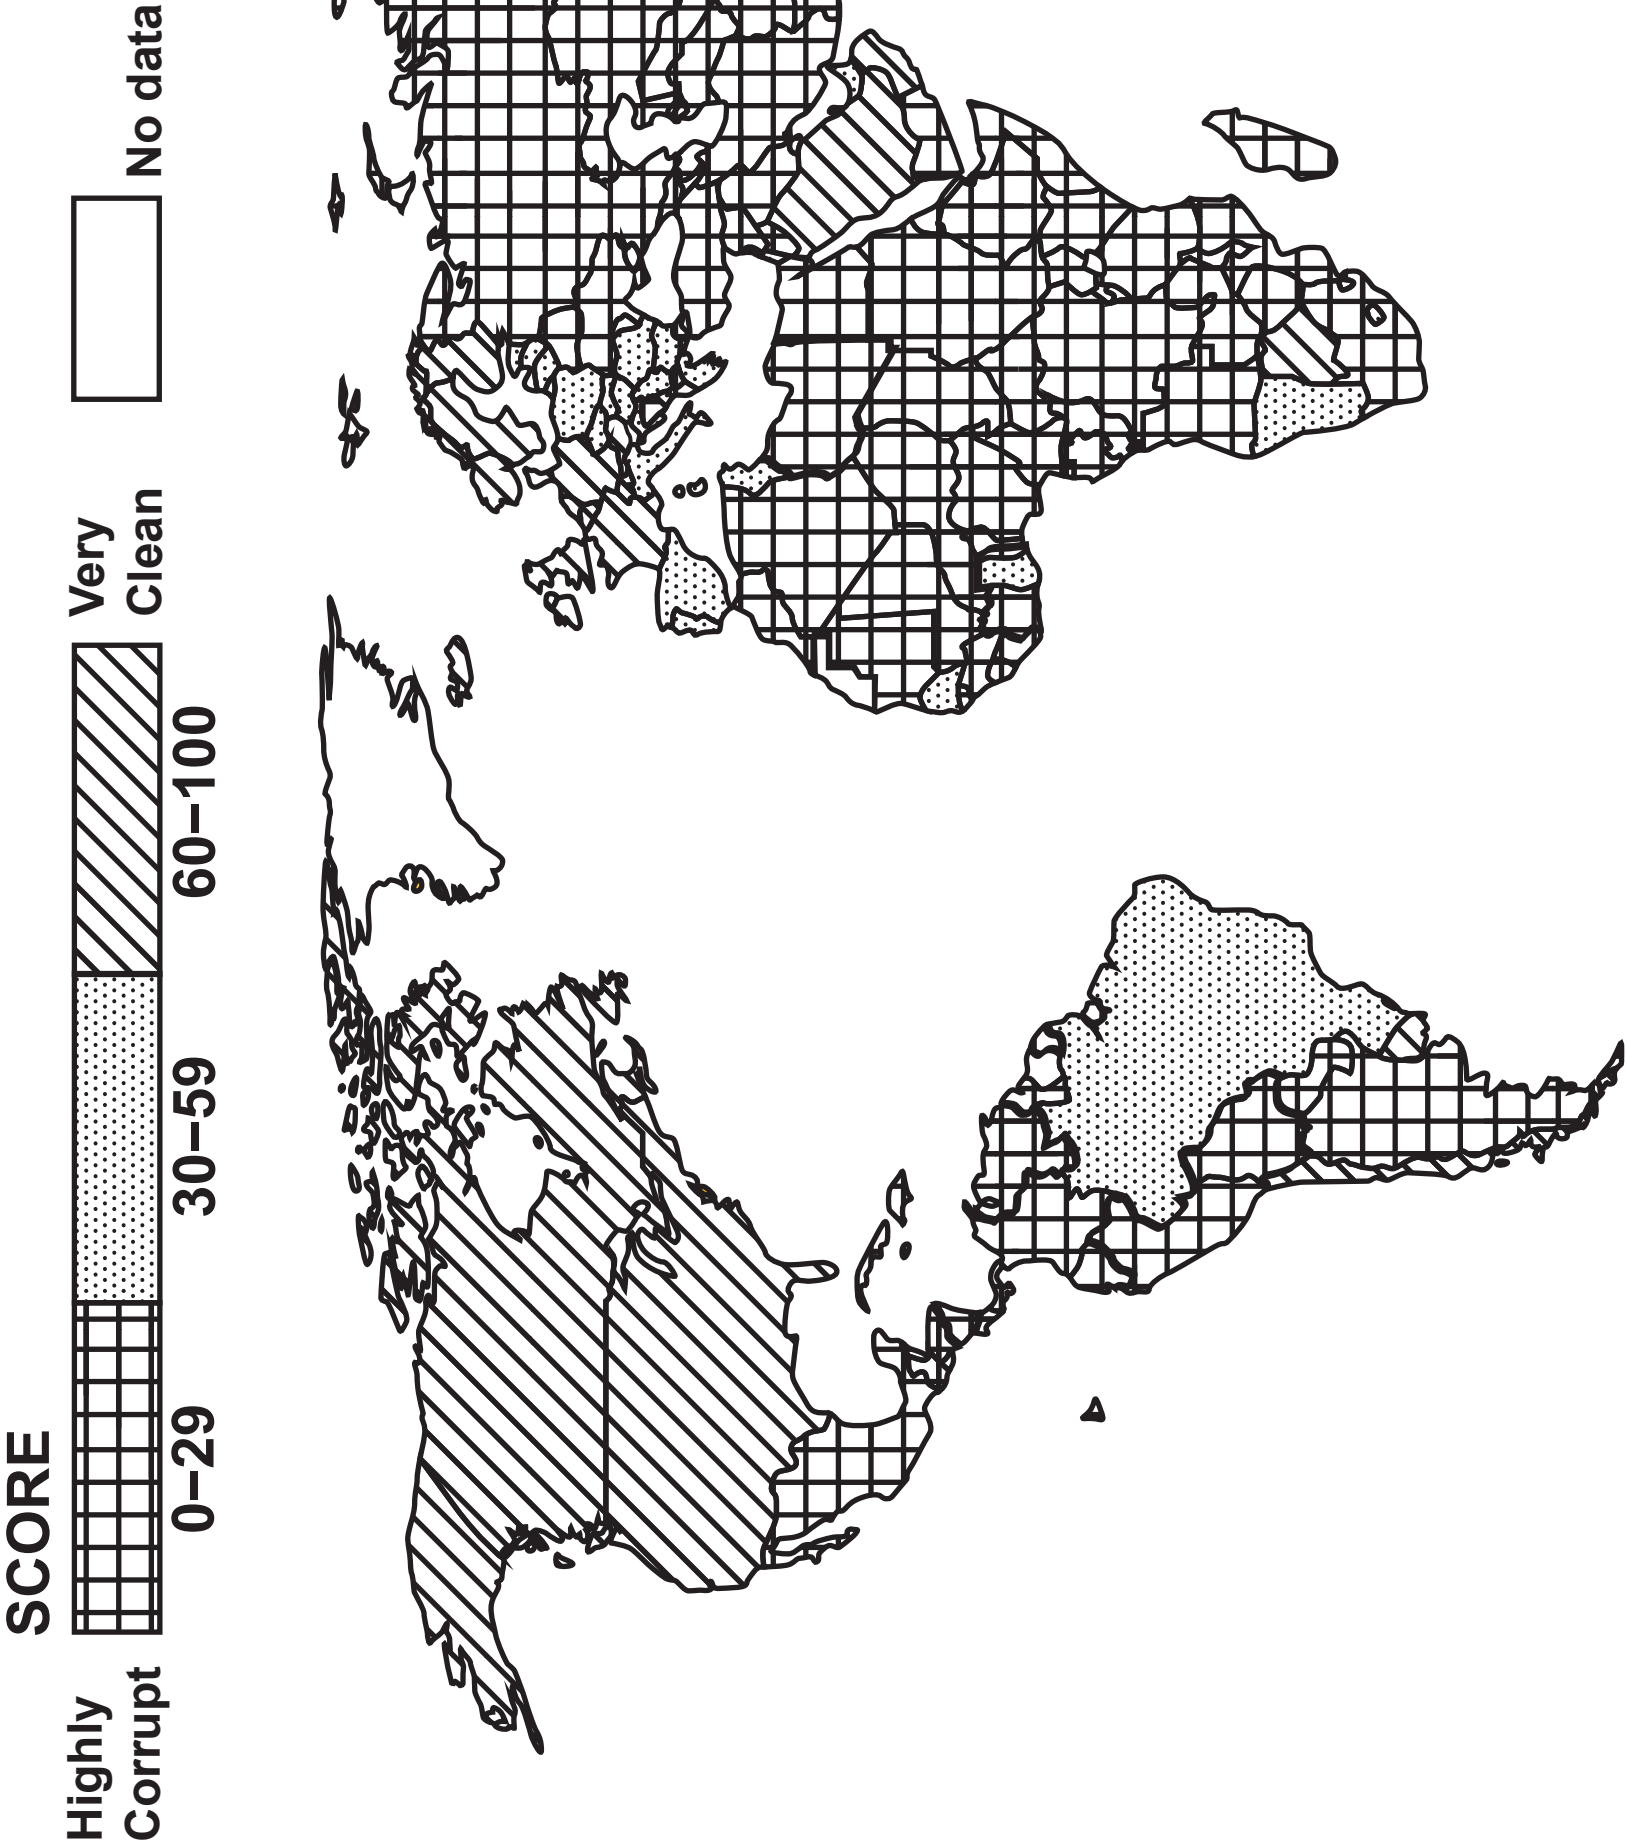 SCORE
Highly
Corrupt
Very
Clean
No data
0–29
30–59
60–100